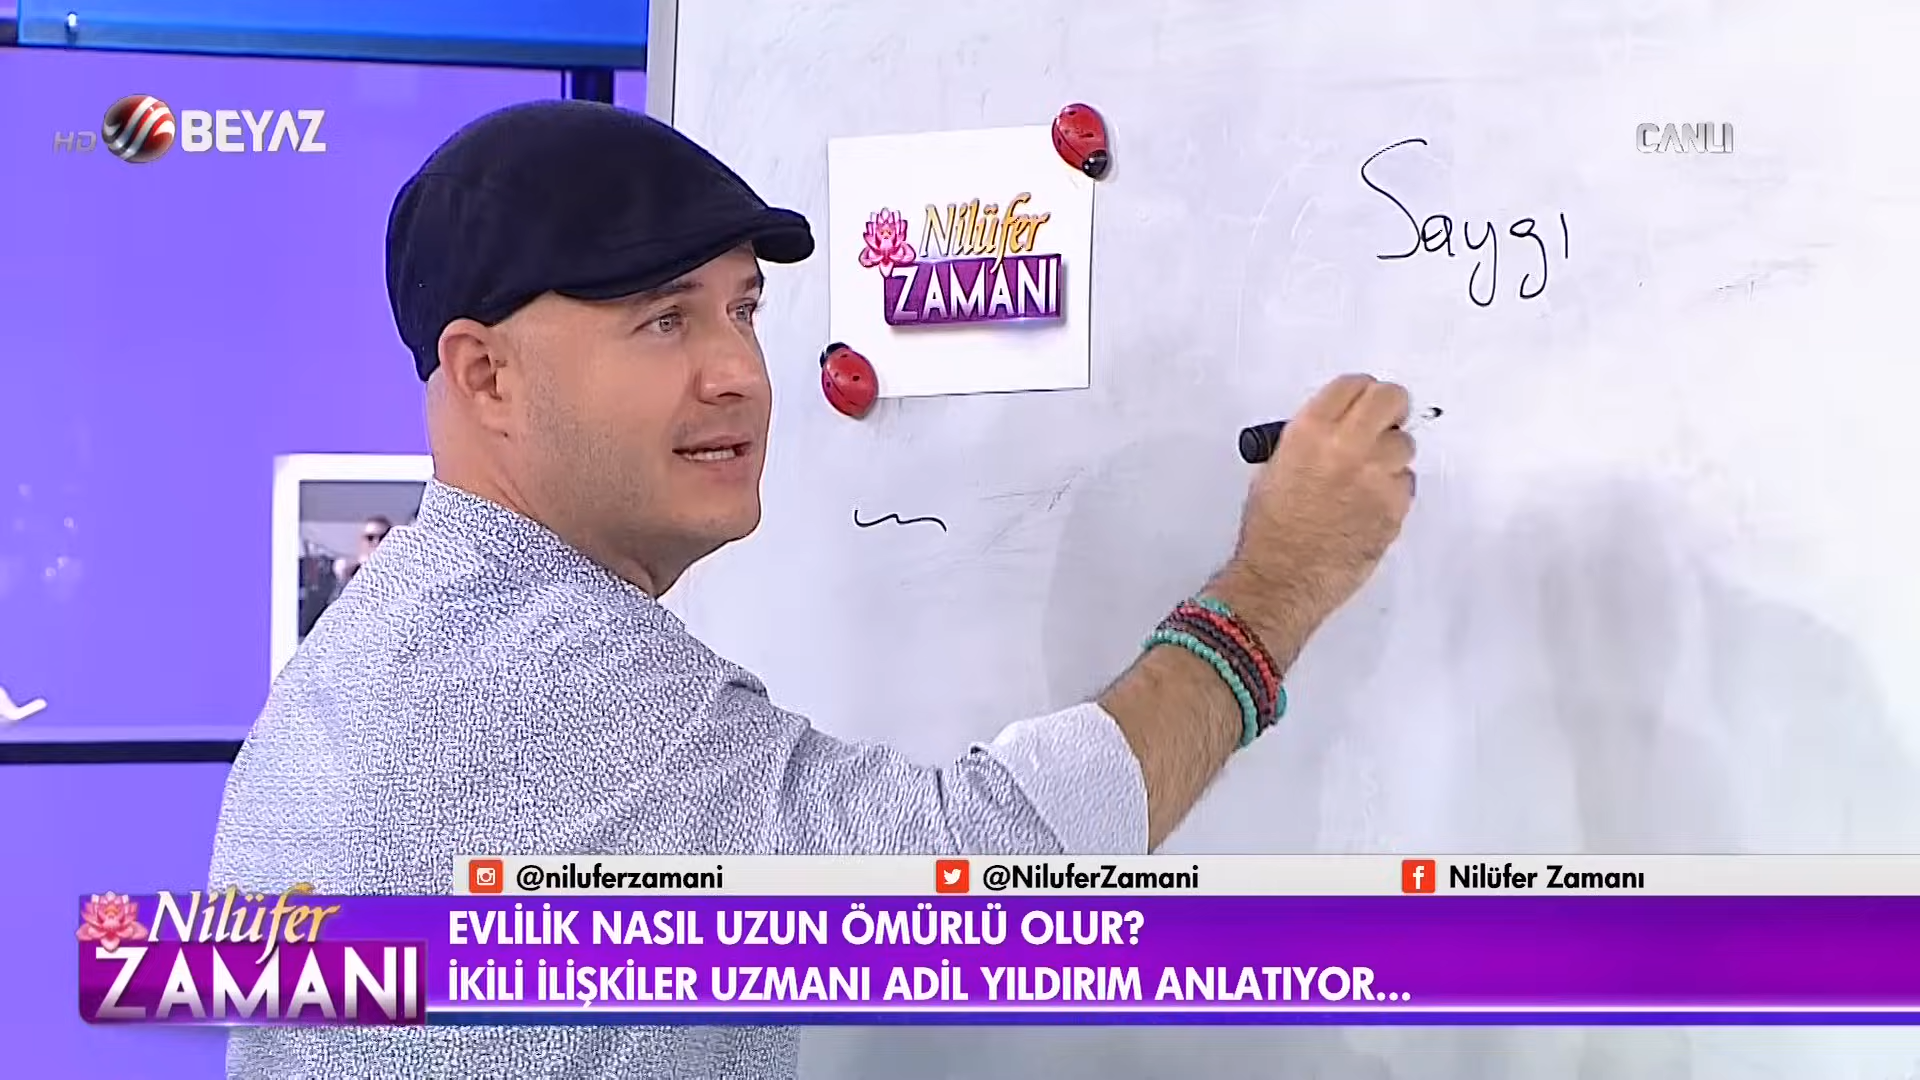 HD BEYAZ
CANLI
Nilüfer
ZAMANI
Saygı
@niluferzamani
@NiluferZamani
Nilüfer Zamanı
Nilüfer
ZAMANI
EVLİLİK NASIL UZUN ÖMÜRLÜ OLUR?
İKİLİ İLİŞKİLER UZMANI ADİL YILDIRIM ANLATIYOR...